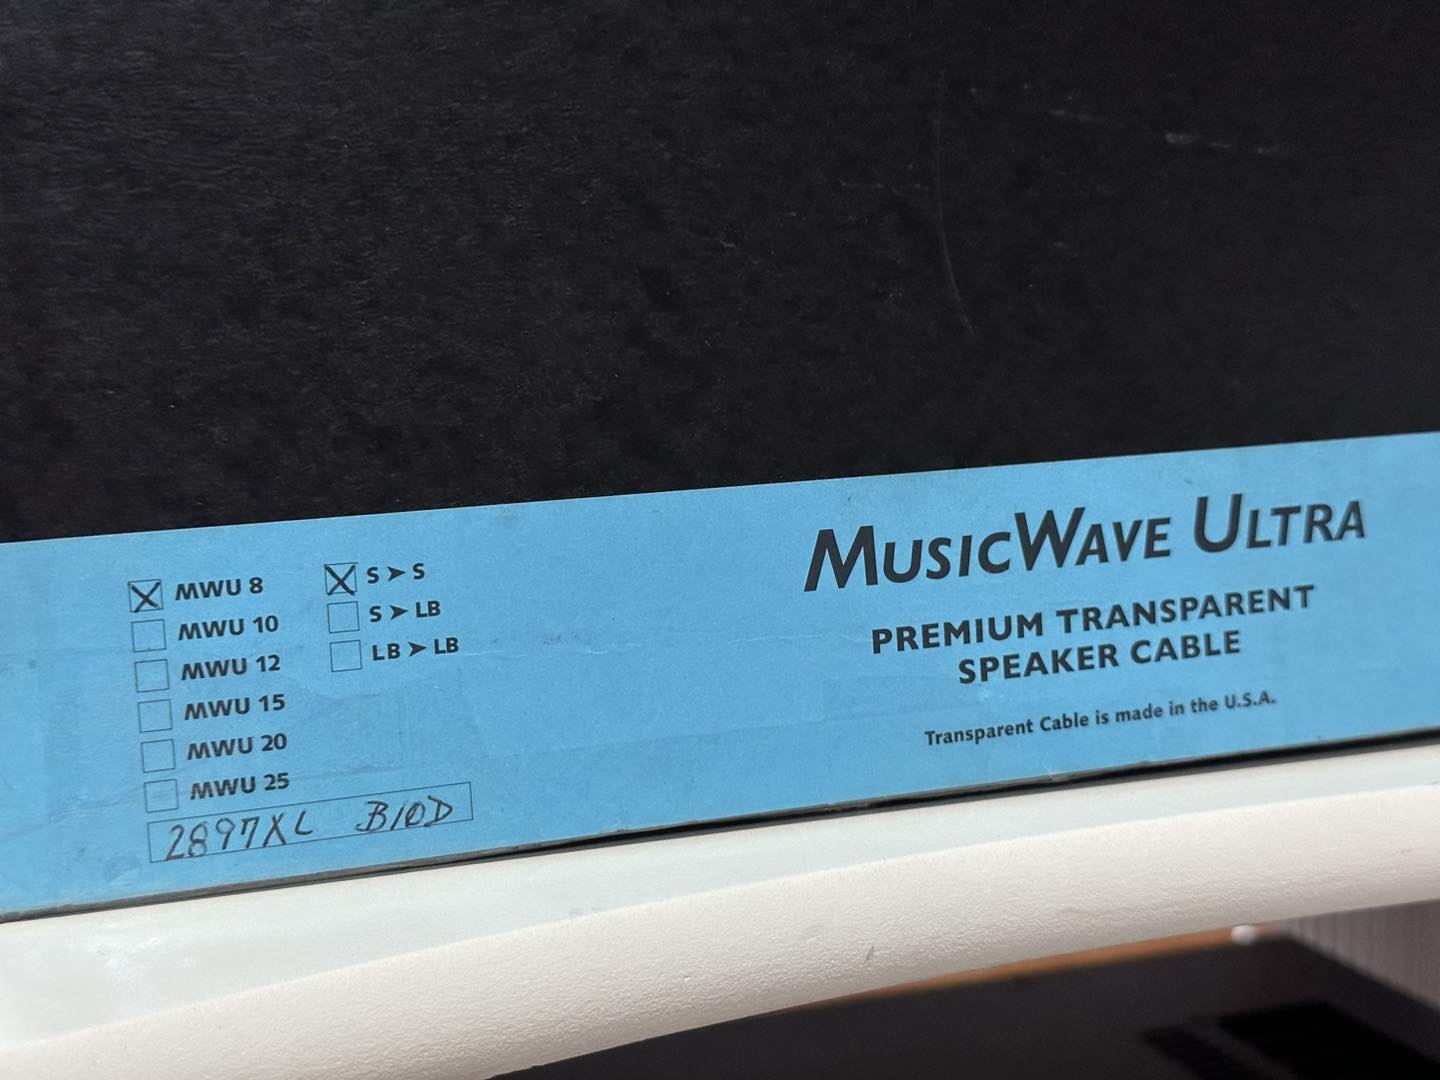 MWU 8
MWU 10
MWU 12
MWU 15
MWU 20
MWU 25
2897XL B10D
S➤S
S➤LB
LB➤LB
MUSICWAVE ULTRA
PREMIUM TRANSPARENT
SPEAKER CABLE
Transparent Cable is made in the U.S.A.